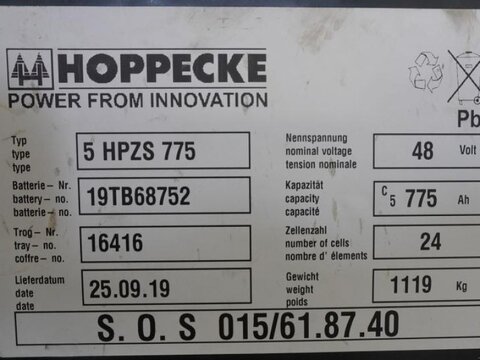 HOPPECKE
POWER FROM INNOVATION
Pb
Typ
type
type
5 HPZS 775
Nennspannung
nominal voltage
tension nominale
48 Volt
Batterie - Nr.
battery - no.
batterie - no.
19TB68752
Kapazität
capacity
capacité
C5 775 Ah
Trog - Nr.
tray - no.
coffre - no.
16416
Zellenzahl
number of cells
nombre d´ élements
24
Lieferdatum
date
date
25.09.19
Gewicht
weight
poids
1119 Kg
S. O. S 015/61.87.40